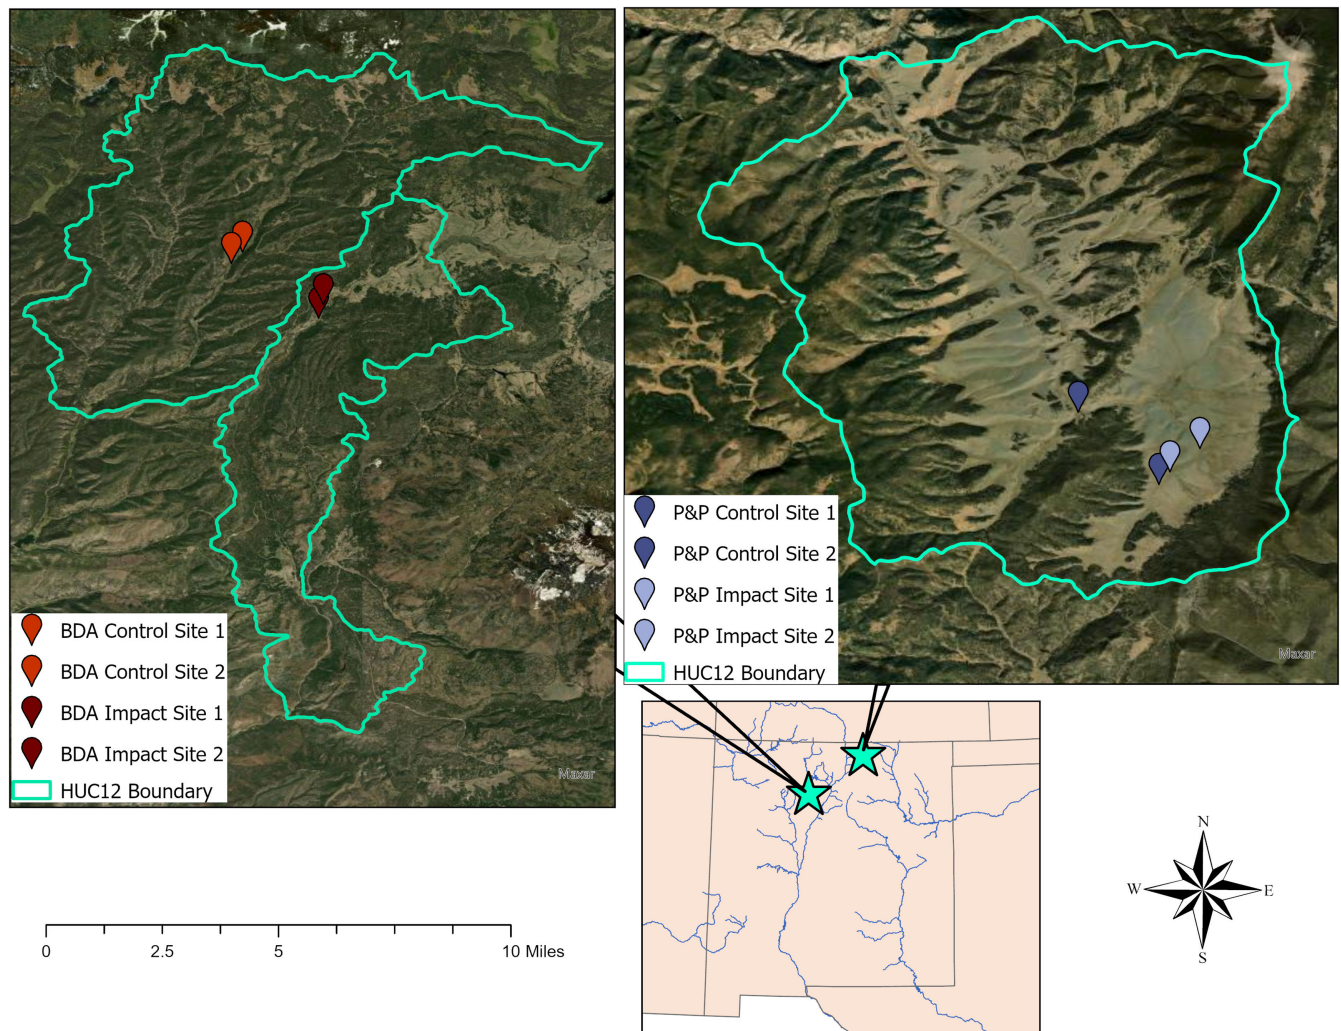 BDA Control Site 1
BDA Control Site 2
BDA Impact Site 1
BDA Impact Site 2
HUC12 Boundary
Maxar
P&P Control Site 1
P&P Control Site 2
P&P Impact Site 1
P&P Impact Site 2
HUC12 Boundary
Maxar
0 2.5 5 10 Miles
N
W E
S